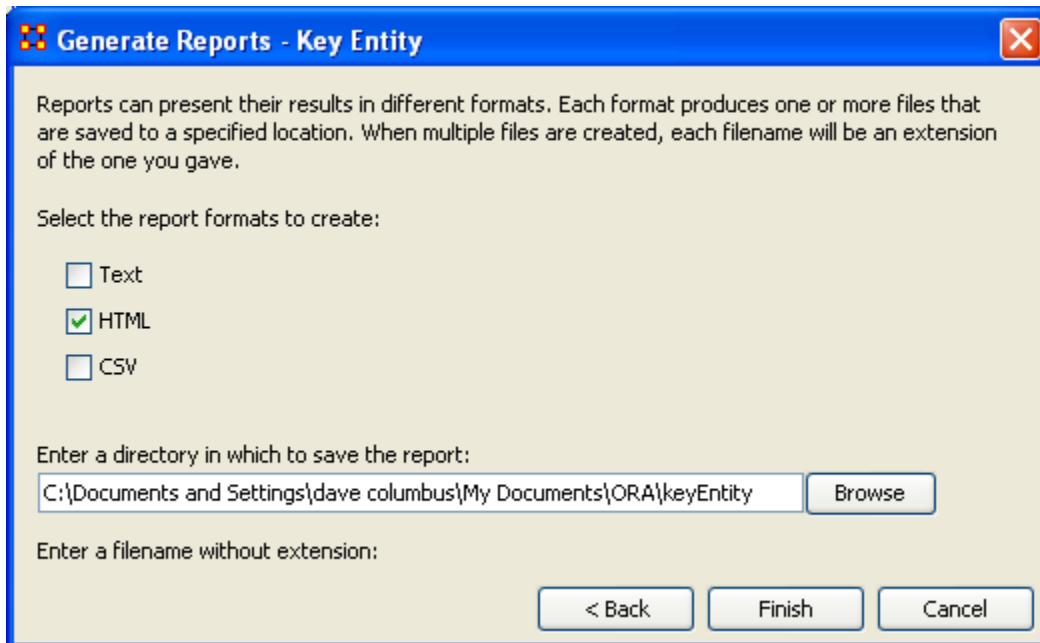 Generate Reports - Key Entity
Reports can present their results in different formats. Each format produces one or more files that
are saved to a specified location. When multiple files are created, each filename will be an extension
of the one you gave.
Select the report formats to create:
Text
HTML
CSV
Enter a directory in which to save the report:
C:\Documents and Settings\dave columbus\My Documents\ORA\keyEntity
Browse
Enter a filename without extension:
< Back
Finish
Cancel